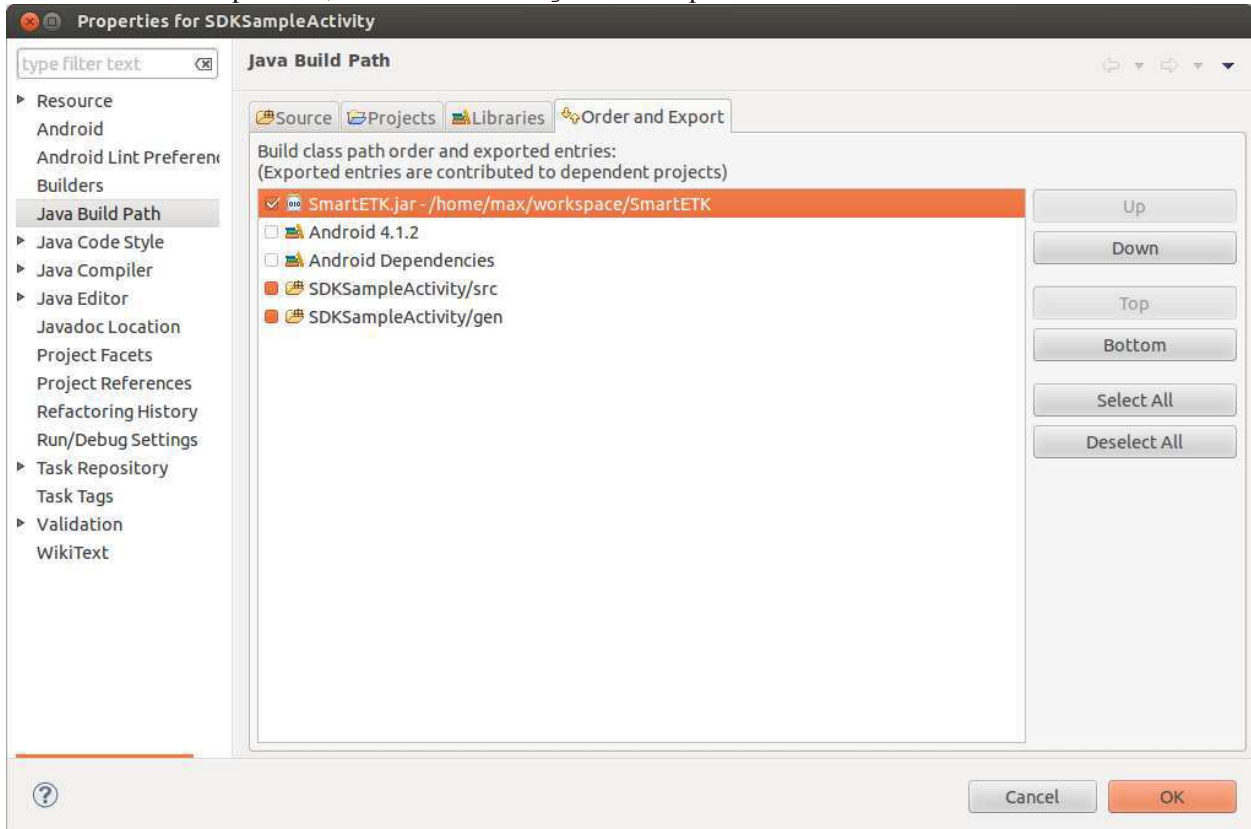 Properties for SDKSampleActivity
type filter text
Java Build Path
Resource
Android
Android Lint Preferen
Builders
Java Build Path
Java Code Style
Java Compiler
Java Editor
Javadoc Location
Project Facets
Project References
Refactoring History
Run/Debug Settings
Task Repository
Task Tags
Validation
WikiText
Source Projects Libraries Order and Export
Build class path order and exported entries:
(Exported entries are contributed to dependent projects)
SmartETK.jar - /home/max/workspace/SmartETK
Android 4.1.2
Android Dependencies
SDKSampleActivity/src
SDKSampleActivity/gen
Up
Down
Top
Bottom
Select All
Deselect All
Cancel OK